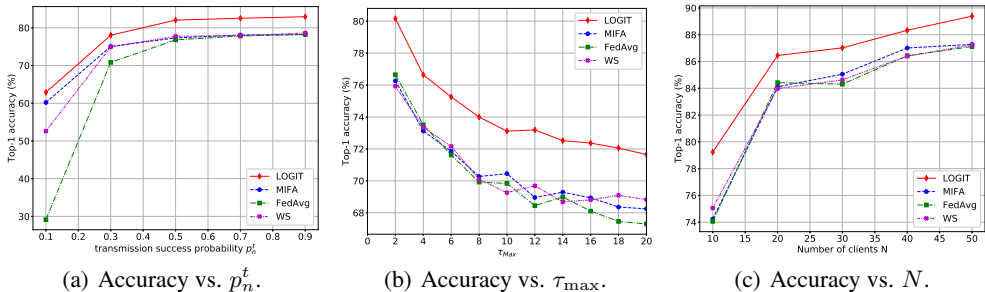 80
70
60
50
40
30
Top-1 accuracy (%)
LOGIT
MIFA
FedAvg
WS
0.1 0.2 0.3 0.4 0.5 0.6 0.7 0.8 0.9
transmission success probability p_n^t
80
78
76
74
72
70
68
Top-1 accuracy (%)
LOGIT
MIFA
FedAvg
WS
0 2 4 6 8 10 12 14 16 18 20
τ_Max
90
88
86
84
82
80
78
76
74
Top-1 accuracy (%)
LOGIT
MIFA
FedAvg
WS
10 15 20 25 30 35 40 45 50
Number of clients N
(a) Accuracy vs. p_n^t.
(b) Accuracy vs. τ_max.
(c) Accuracy vs. N.